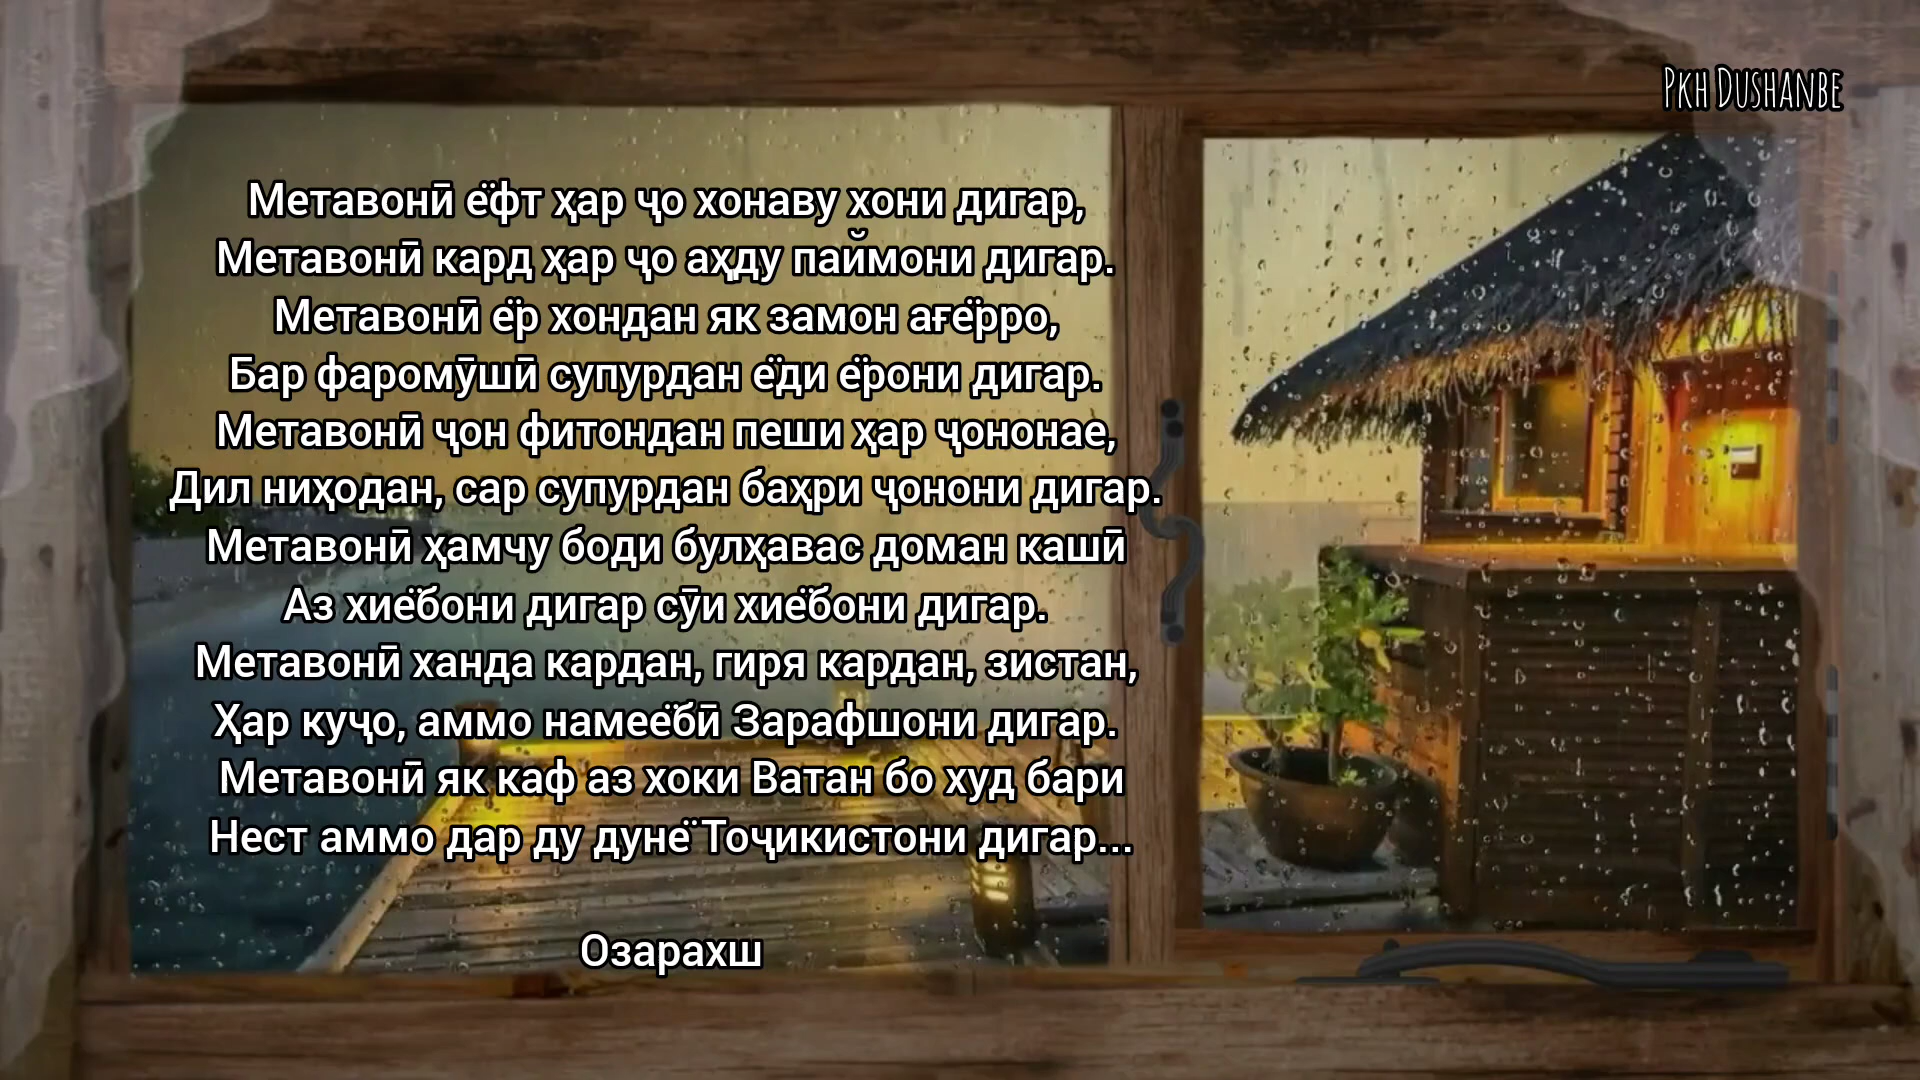 Pkh Dushanbe
Метавонӣ ёфт ҳар ҷо хонаву хони дигар,
Метавонӣ кард ҳар ҷо аҳду паймони дигар.
Метавонӣ ёр хондан як замон ағёрро,
Бар фаромӯшӣ супурдан ёди ёрони дигар.
Метавонӣ ҷон фитондан пеши ҳар ҷононае,
Дил ниҳодан, сар супурдан баҳри ҷонони дигар.
Метавонӣ ҳамчу боди булҳавас доман кашӣ
Аз хиёбони дигар сӯи хиёбони дигар.
Метавонӣ ханда кардан, гиря кардан, зистан,
Ҳар куҷо, аммо намеёбӣ Зарафшони дигар.
Метавонӣ як каф аз хоки Ватан бо худ бари
Нест аммо дар ду дунё Тоҷикистони дигар...
Озарахш